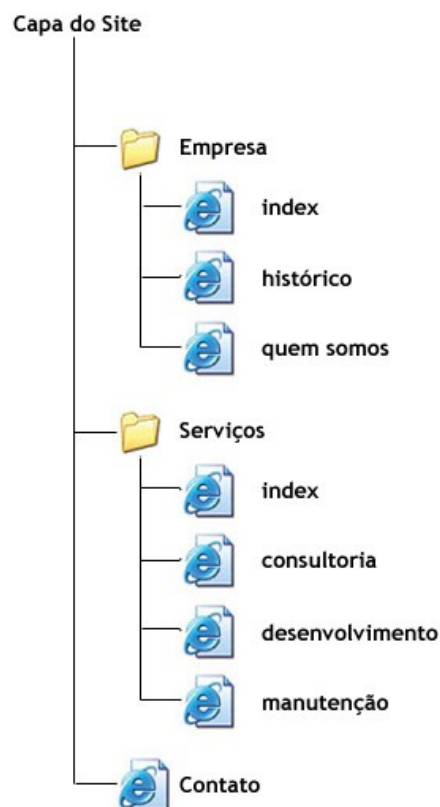 Capa do Site
Empresa
index
histórico
quem somos
Serviços
index
consultoria
desenvolvimento
manutenção
Contato